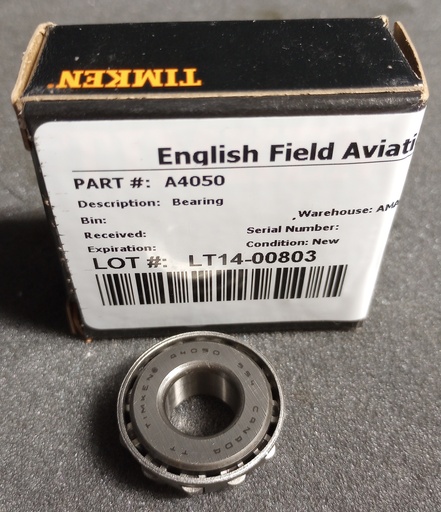 TIMKEN
English Field Aviati
PART #: A4050
Description: Bearing
Bin:
Warehouse: AMA
Received:
Serial Number:
Expiration:
Condition: New
LOT #: LT14-00803
TIMKEN® A4050 CANADA